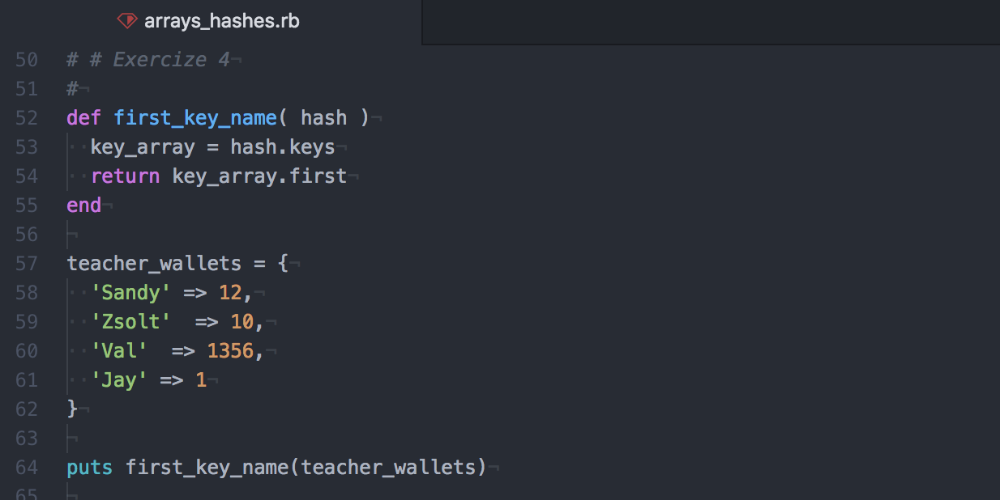 arrays_hashes.rb
50 # # Exercize 4¬
51 #¬
52 def first_key_name( hash )¬
53 ··key_array = hash.keys¬
54 ··return key_array.first¬
55 end¬
56 ¬
57 teacher_wallets = {¬
58 ··'Sandy' => 12,¬
59 ··'Zsolt'  => 10,¬
60 ··'Val'  => 1356,¬
61 ··'Jay' => 1¬
62 }¬
63 ¬
64 puts first_key_name(teacher_wallets)¬
65 ¬